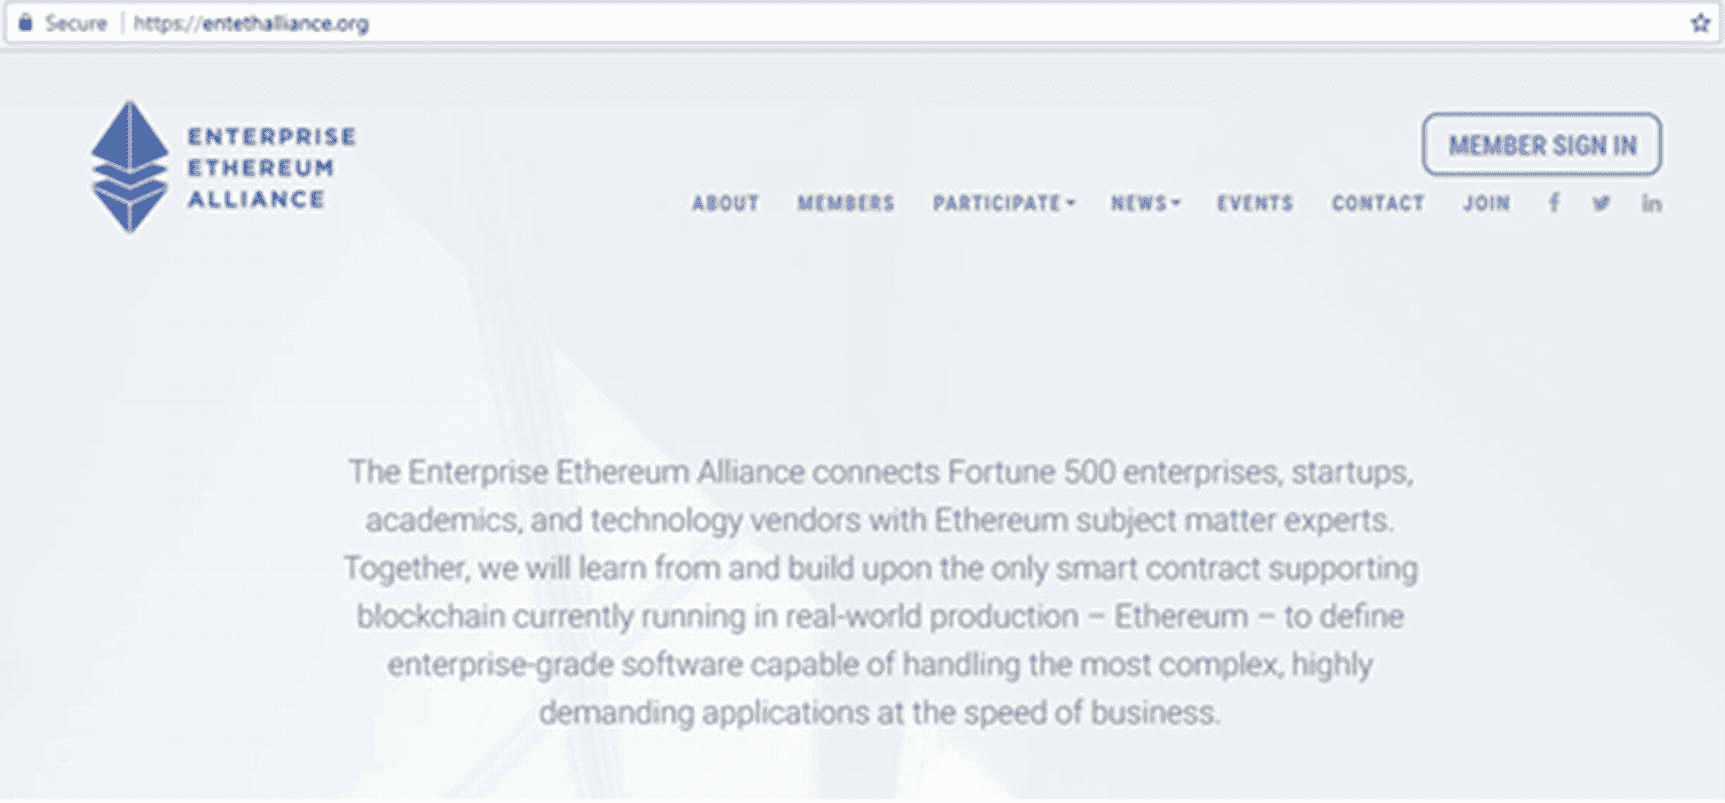 Secure | https://entethalliance.org
ENTERPRISE
ETHEREUM
ALLIANCE
MEMBER SIGN IN
ABOUT MEMBERS PARTICIPATE NEWS EVENTS CONTACT JOIN f in
The Enterprise Ethereum Alliance connects Fortune 500 enterprises, startups,
academics, and technology vendors with Ethereum subject matter experts.
Together, we will learn from and build upon the only smart contract supporting
blockchain currently running in real-world production – Ethereum – to define
enterprise-grade software capable of handling the most complex, highly
demanding applications at the speed of business.